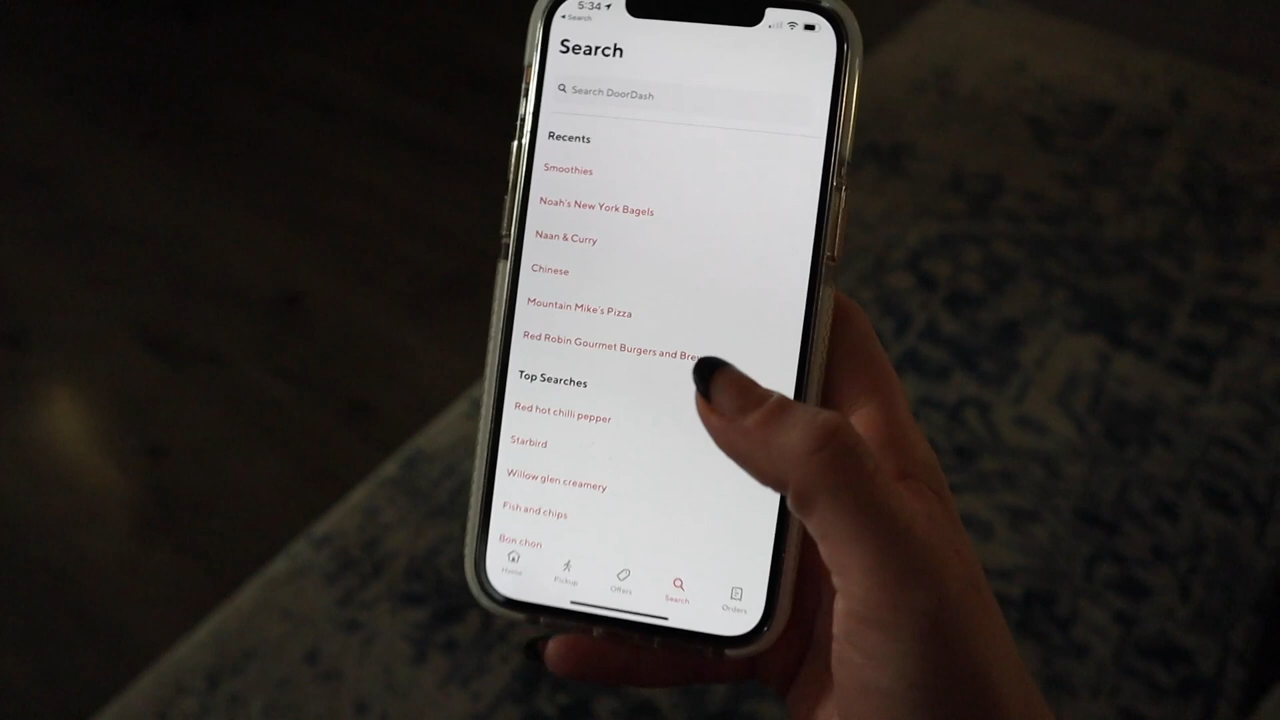 5:34
Search
Search
Search DoorDash
Recents
Smoothies
Noah's New York Bagels
Naan & Curry
Chinese
Mountain Mike's Pizza
Red Robin Gourmet Burgers and Brew
Top Searches
Red hot chilli pepper
Starbird
Willow glen creamery
Fish and chips
Bon chon
Home
Pickup
Offers
Search
Orders